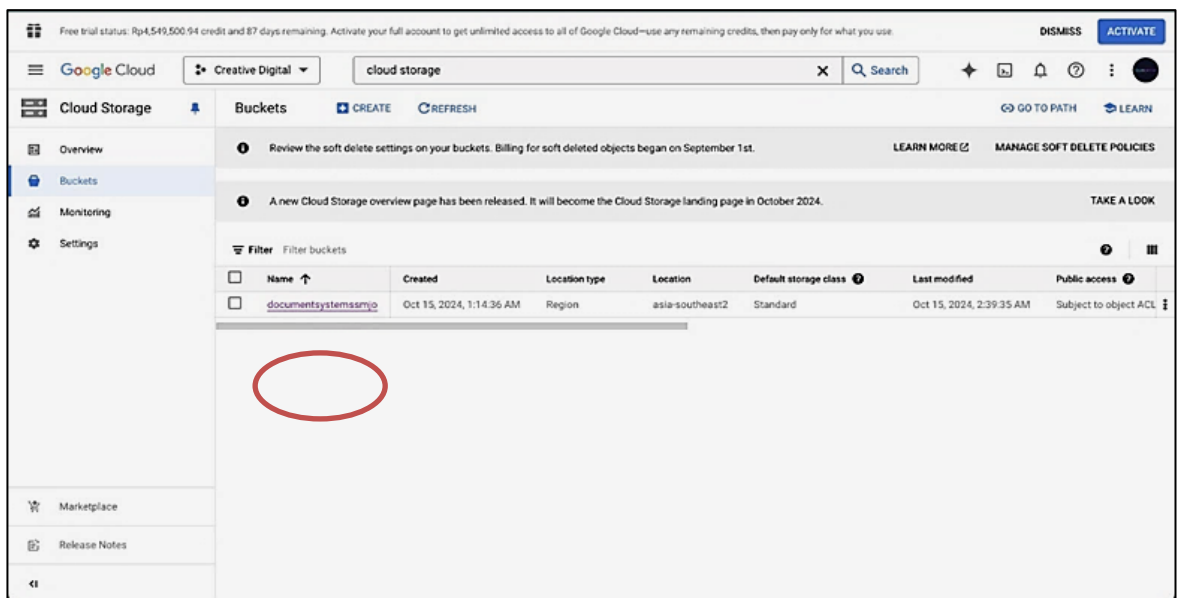 Free trial status: Rp4,549,500.94 credit and 87 days remaining. Activate your full account to get unlimited access to all of Google Cloud—use any remaining credits, then pay only for what you use.
DISMISS
ACTIVATE
Google Cloud
Creative Digital
cloud storage
Search
Cloud Storage
Buckets
CREATE
REFRESH
GO TO PATH
LEARN
Overview
Buckets
Monitoring
Settings
Review the soft delete settings on your buckets. Billing for soft deleted objects began on September 1st.
LEARN MORE
MANAGE SOFT DELETE POLICIES
A new Cloud Storage overview page has been released. It will become the Cloud Storage landing page in October 2024.
TAKE A LOOK
Filter Filter buckets
Name Created Location type Location Default storage class Last modified Public access
documentsystemssmjo Oct 15, 2024, 1:14:36 AM Region asia-southeast2 Standard Oct 15, 2024, 2:39:35 AM Subject to object ACL
Marketplace
Release Notes